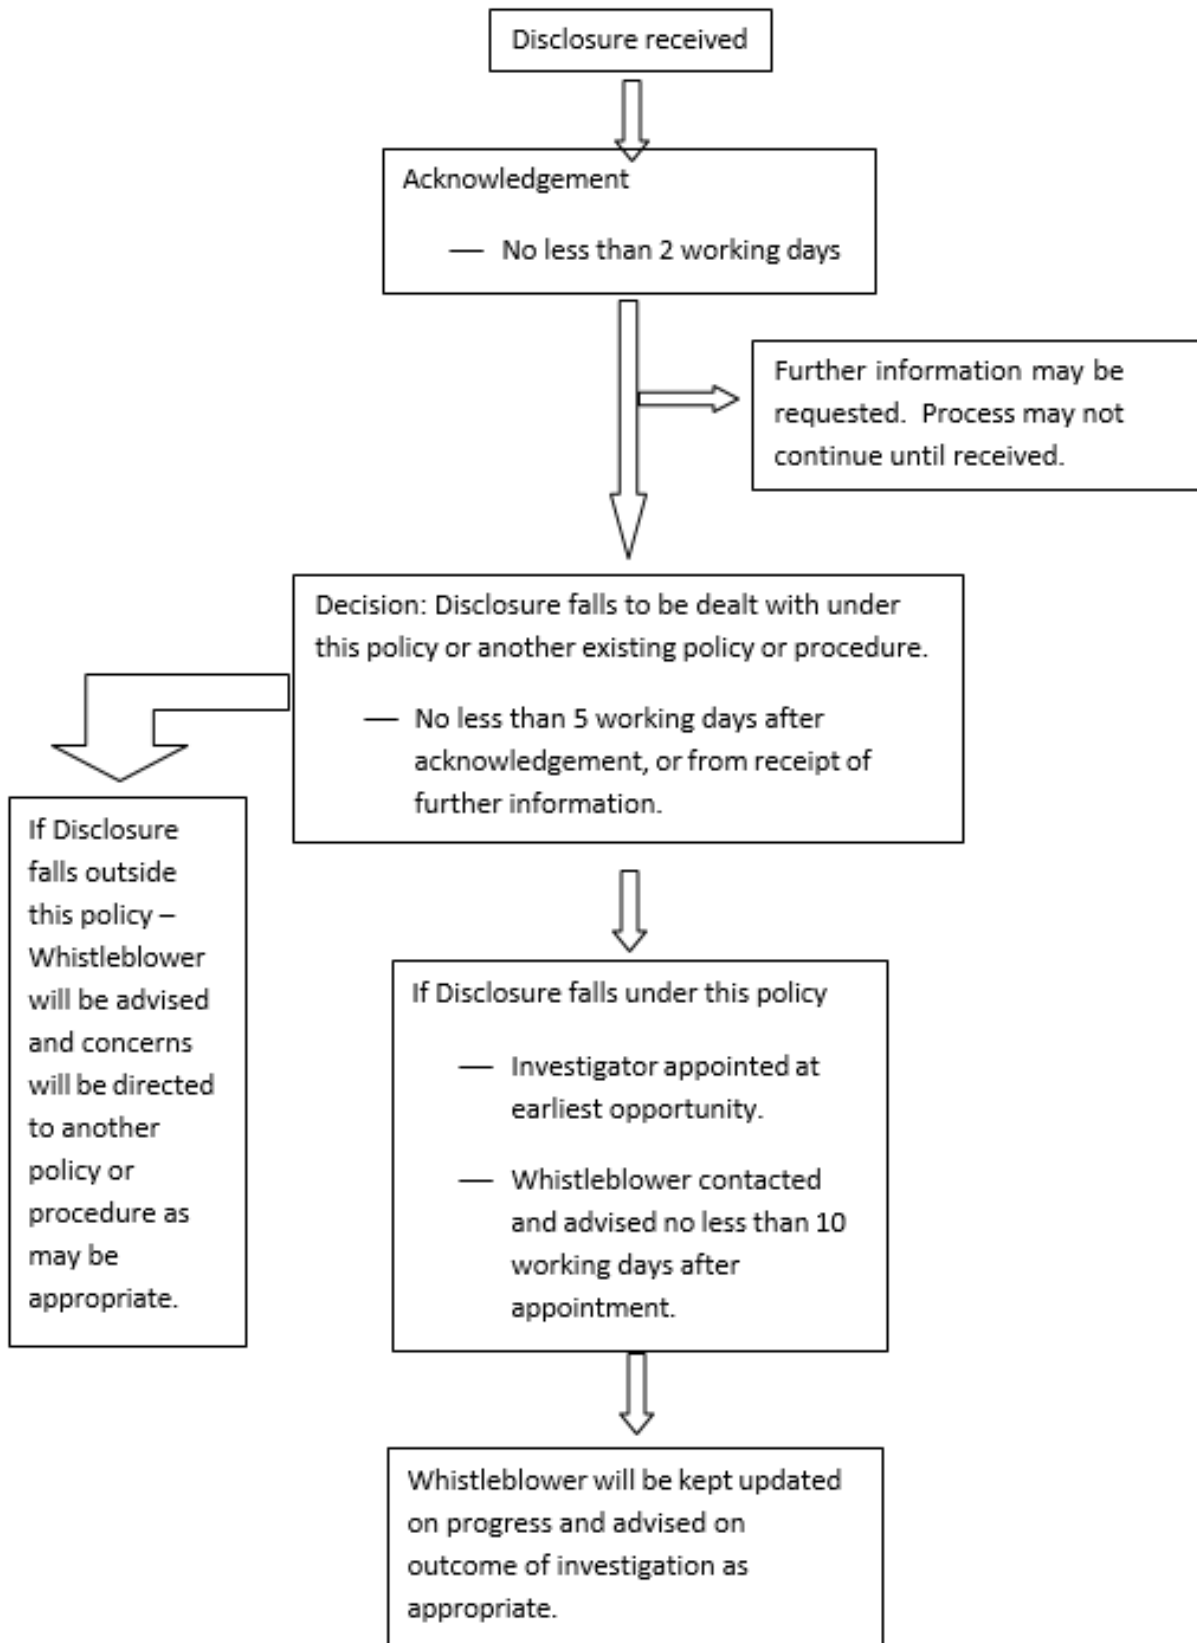 Disclosure received
Acknowledgement
— No less than 2 working days
Further information may be
requested.  Process may not
continue until received.
Decision: Disclosure falls to be dealt with under
this policy or another existing policy or procedure.
— No less than 5 working days after
acknowledgement, or from receipt of
further information.
If Disclosure
falls outside
this policy –
Whistleblower
will be advised
and concerns
will be directed
to another
policy or
procedure as
may be
appropriate.
If Disclosure falls under this policy
— Investigator appointed at
earliest opportunity.
— Whistleblower contacted
and advised no less than 10
working days after
appointment.
Whistleblower will be kept updated
on progress and advised on
outcome of investigation as
appropriate.